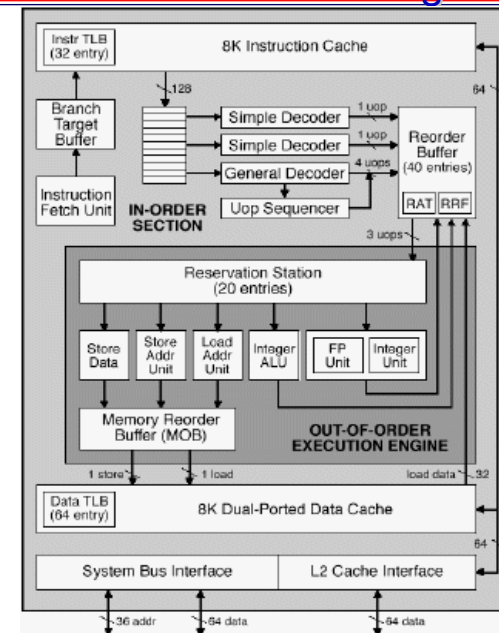 Instr TLB
(32 entry)
8K Instruction Cache
128
64
Branch
Target
Buffer
Simple Decoder
1 uop
Simple Decoder
1 uop
General Decoder
4 uops
Uop Sequencer
Reorder
Buffer
(40 entries)
RAT
RRF
Instruction
Fetch Unit
IN-ORDER
SECTION
3 uops
Reservation Station
(20 entries)
Store
Data
Store
Addr
Unit
Load
Addr
Unit
Integer
ALU
FP
Unit
Integer
Unit
Memory Reorder
Buffer (MOB)
OUT-OF-ORDER
EXECUTION ENGINE
1 store
1 load
load data
32
Data TLB
(64 entry)
8K Dual-Ported Data Cache
64
System Bus Interface
L2 Cache Interface
36 addr
64 data
64 data